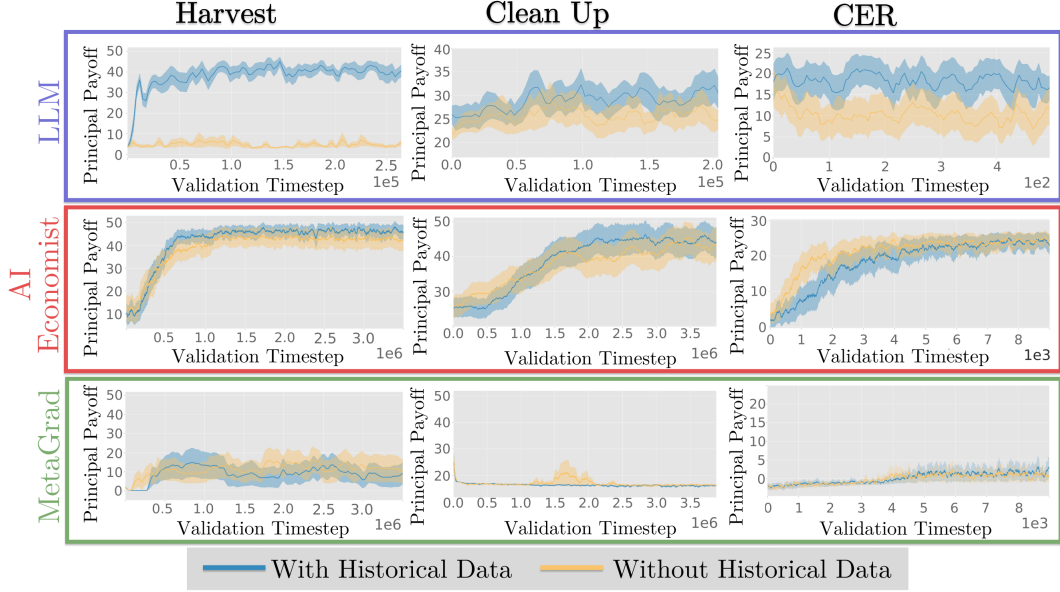 Harvest
Clean Up
CER
LLM
Principal Payoff
50
40
30
20
10
0
0.5
1.0
1.5
2.0
2.5
1e5
Validation Timestep
Principal Payoff
40
35
30
25
20
0.0
0.5
1.0
1.5
2.0
1e5
Validation Timestep
Principal Payoff
25
20
15
10
5
0
0
1
2
3
4
1e2
Validation Timestep
AI
Economist
Principal Payoff
50
40
30
20
10
0.5
1.0
1.5
2.0
2.5
3.0
1e6
Validation Timestep
Principal Payoff
50
40
30
0.0
0.5
1.0
1.5
2.0
2.5
3.0
3.5
1e6
Validation Timestep
Principal Payoff
30
20
10
0
0
1
2
3
4
5
6
7
8
1e3
Validation Timestep
MetaGrad
Principal Payoff
50
40
30
20
10
0
0.5
1.0
1.5
2.0
2.5
3.0
1e6
Validation Timestep
Principal Payoff
50
40
30
20
10
0.0
0.5
1.0
1.5
2.0
2.5
3.0
3.5
1e6
Validation Timestep
Principal Payoff
20
15
10
5
0
0
1
2
3
4
5
6
7
8
9
1e3
Validation Timestep
With Historical Data
Without Historical Data